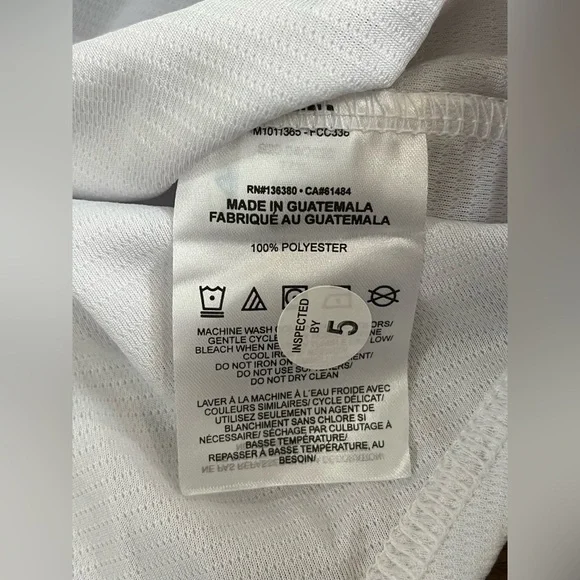 M1011365 - FCC338
RN#136380 • CA#61484
MADE IN GUATEMALA
FABRIQUÉ AU GUATEMALA
100% POLYESTER
INSPECTED
BY
5
MACHINE WASH
GENTLE CYCLE
BLEACH WHEN LOW/
COOL
DO NOT IRON ON
DO NOT USE
DO NOT DRY CLEAN
LAVER À LA MACHINE À L'EAU FROIDE AVEC
COULEURS SIMILAIRES/ CYCLE DÉLICAT/
UTILISEZ SEULEMENT UN AGENT DE
BLANCHIMENT SANS CHLORE SI
NÉCESSAIRE/ SÉCHAGE PAR CULBUTAGE À
BASSE TEMPÉRATURE/
REPASSER À BASSE TEMPÉRATURE, AU
BESOIN/